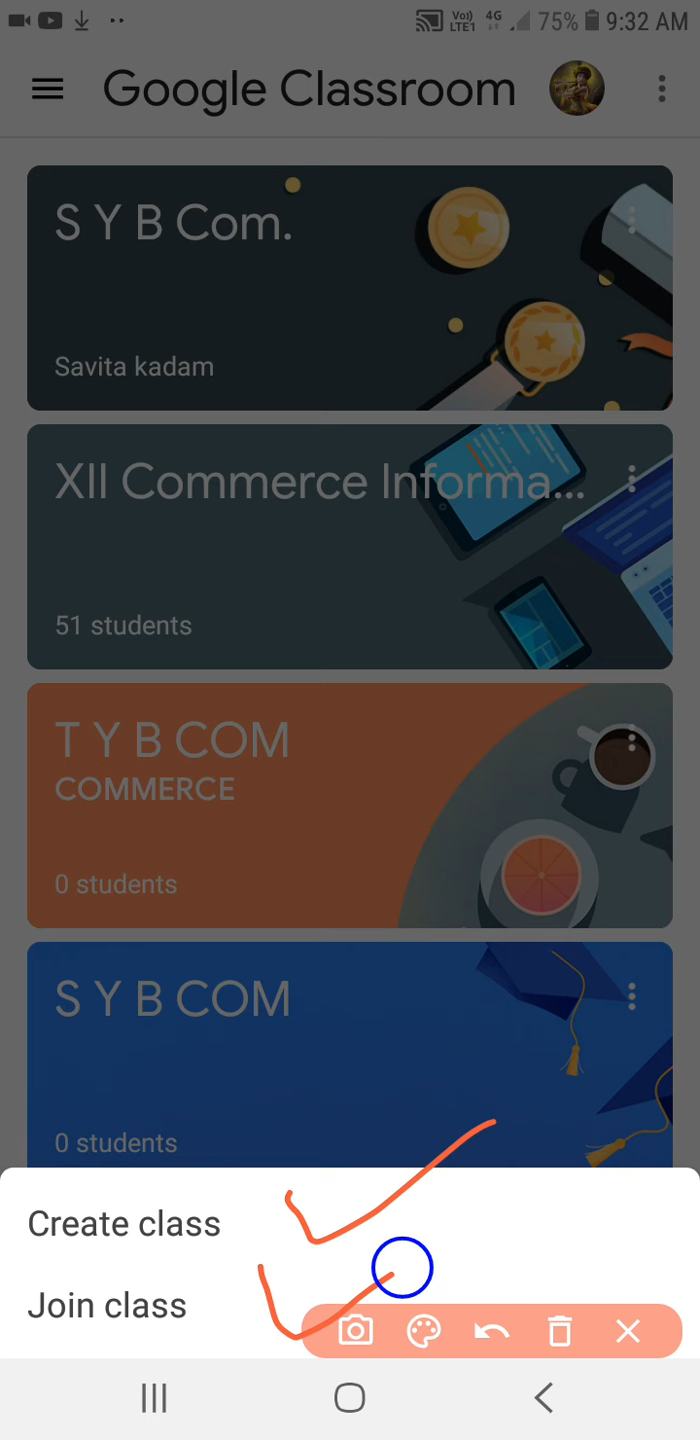 Vo) LTE1 4G 75% 9:32 AM
Google Classroom
S Y B Com.
Savita kadam
XII Commerce Informa...
51 students
T Y B COM
COMMERCE
0 students
S Y B COM
0 students
Create class
Join class